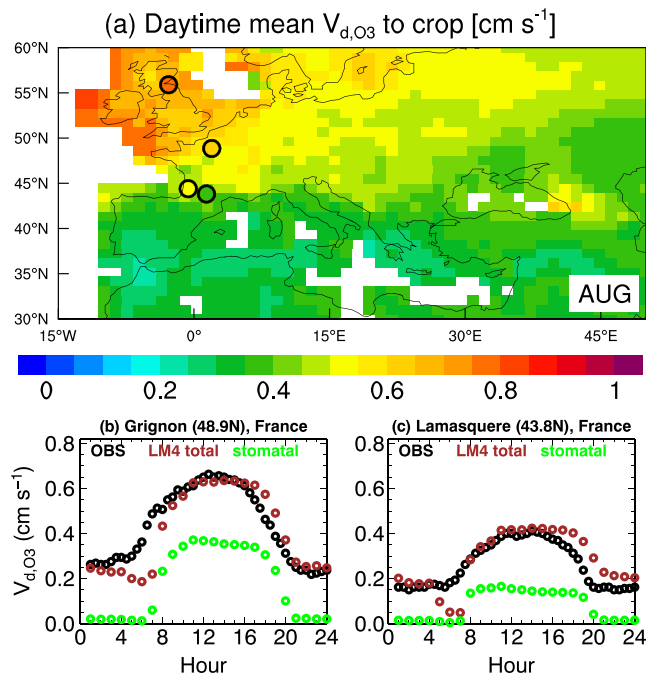 (a) Daytime mean V_d,O3 to crop [cm s⁻¹]
60°N
55°N
50°N
45°N
40°N
35°N
30°N
AUG
15°W 0° 15°E 30°E 45°E
0 0.2 0.4 0.6 0.8 1
(b) Grignon (48.9N), France
OBS LM4 total stomatal
V_d,O3 (cm s⁻¹)
0.8
0.6
0.4
0.2
0.0
0 4 8 12 16 20 24
Hour
(c) Lamasquere (43.8N), France
OBS LM4 total stomatal
0.8
0.6
0.4
0.2
0.0
0 4 8 12 16 20 24
Hour